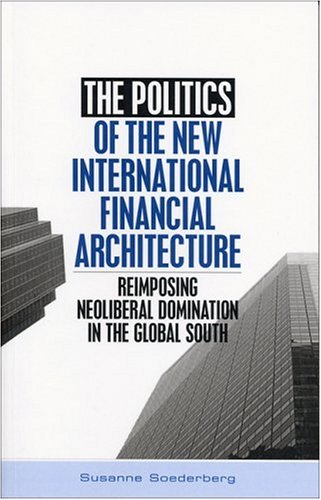 THE POLITICS
OF THE NEW
INTERNATIONAL
FINANCIAL
ARCHITECTURE
REIMPOSING
NEOLIBERAL DOMINATION
IN THE GLOBAL SOUTH
Susanne Soederberg